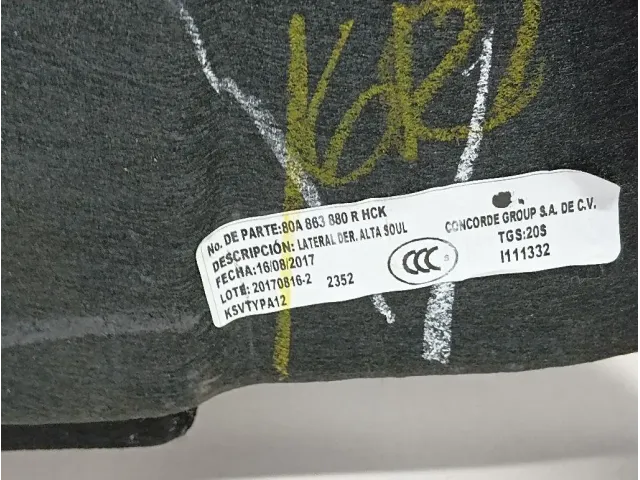 No. DE PARTE:80A 863 880 R HCK
DESCRIPCIÓN: LATERAL DER. ALTA SOUL
FECHA:16/08/2017
LOTE: 20170816-2 2352
KSVTYPA12
CCC S
CONCORDE GROUP S.A. DE C.V.
TGS:20S
I111332